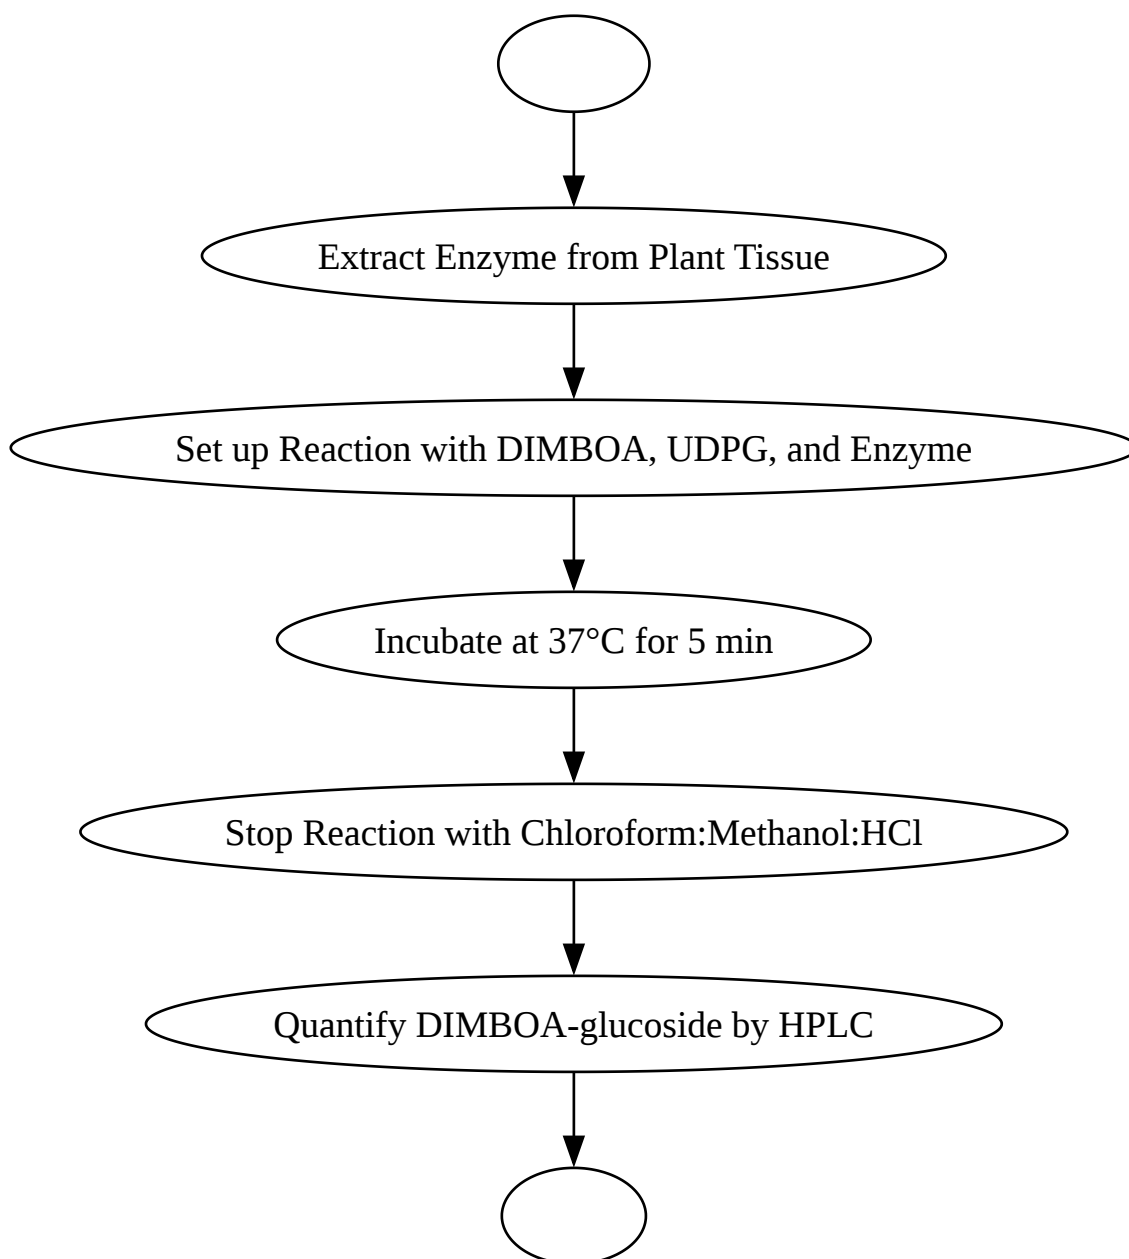 Extract Enzyme from Plant Tissue
Set up Reaction with DIMBOA, UDPG, and Enzyme
Incubate at 37°C for 5 min
Stop Reaction with Chloroform:Methanol:HCl
Quantify DIMBOA-glucoside by HPLC